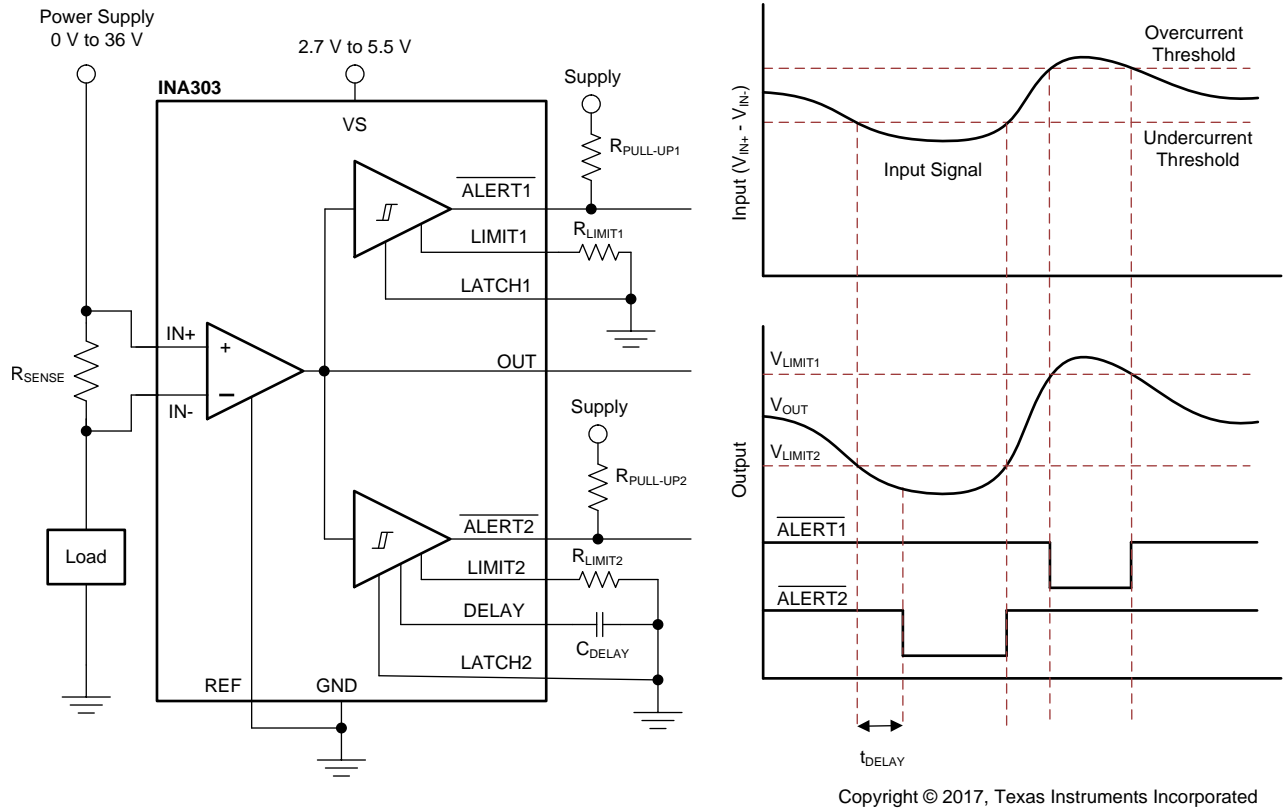 Power Supply
0 V to 36 V
2.7 V to 5.5 V
INA303
VS
Supply
RPULL-UP1
ALERT1
LIMIT1
RLIMIT1
LATCH1
IN+
+
RSENSE
IN-
−
OUT
Supply
RPULL-UP2
ALERT2
LIMIT2
RLIMIT2
DELAY
CDELAY
LATCH2
Load
REF
GND
Input (VIN+ - VIN-)
Overcurrent
Threshold
Undercurrent
Threshold
Input Signal
Output
VLIMIT1
VOUT
VLIMIT2
ALERT1
ALERT2
tDELAY
Copyright © 2017, Texas Instruments Incorporated